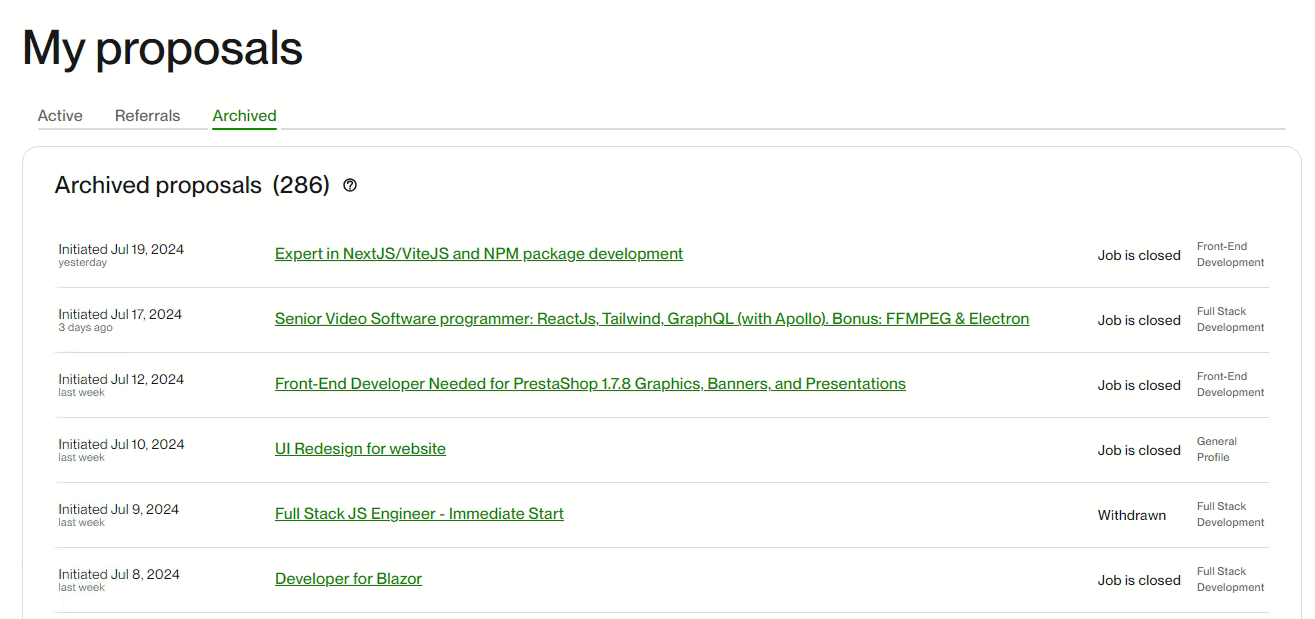 My proposals
Active Referrals Archived
Archived proposals (286)
Initiated Jul 19, 2024
yesterday
Expert in NextJS/ViteJS and NPM package development
Job is closed
Front-End
Development
Initiated Jul 17, 2024
3 days ago
Senior Video Software programmer: ReactJs, Tailwind, GraphQL (with Apollo). Bonus: FFMPEG & Electron
Job is closed
Full Stack
Development
Initiated Jul 12, 2024
last week
Front-End Developer Needed for PrestaShop 1.7.8 Graphics, Banners, and Presentations
Job is closed
Front-End
Development
Initiated Jul 10, 2024
last week
UI Redesign for website
Job is closed
General
Profile
Initiated Jul 9, 2024
last week
Full Stack JS Engineer - Immediate Start
Withdrawn
Full Stack
Development
Initiated Jul 8, 2024
last week
Developer for Blazor
Job is closed
Full Stack
Development